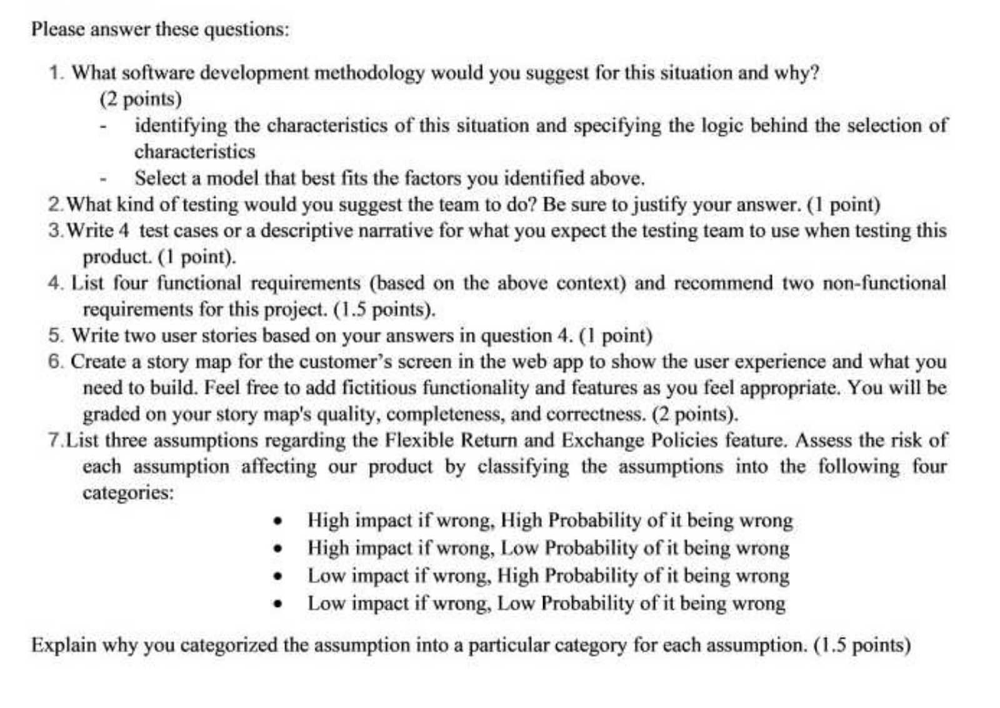 Please answer these questions:
1. What software development methodology would you suggest for this situation and why?
(2 points)
- identifying the characteristics of this situation and specifying the logic behind the selection of
characteristics
- Select a model that best fits the factors you identified above.
2. What kind of testing would you suggest the team to do? Be sure to justify your answer. (1 point)
3. Write 4 test cases or a descriptive narrative for what you expect the testing team to use when testing this
product. (1 point).
4. List four functional requirements (based on the above context) and recommend two non-functional
requirements for this project. (1.5 points).
5. Write two user stories based on your answers in question 4. (1 point)
6. Create a story map for the customer’s screen in the web app to show the user experience and what you
need to build. Feel free to add fictitious functionality and features as you feel appropriate. You will be
graded on your story map's quality, completeness, and correctness. (2 points).
7.List three assumptions regarding the Flexible Return and Exchange Policies feature. Assess the risk of
each assumption affecting our product by classifying the assumptions into the following four
categories:
• High impact if wrong, High Probability of it being wrong
• High impact if wrong, Low Probability of it being wrong
• Low impact if wrong, High Probability of it being wrong
• Low impact if wrong, Low Probability of it being wrong
Explain why you categorized the assumption into a particular category for each assumption. (1.5 points)